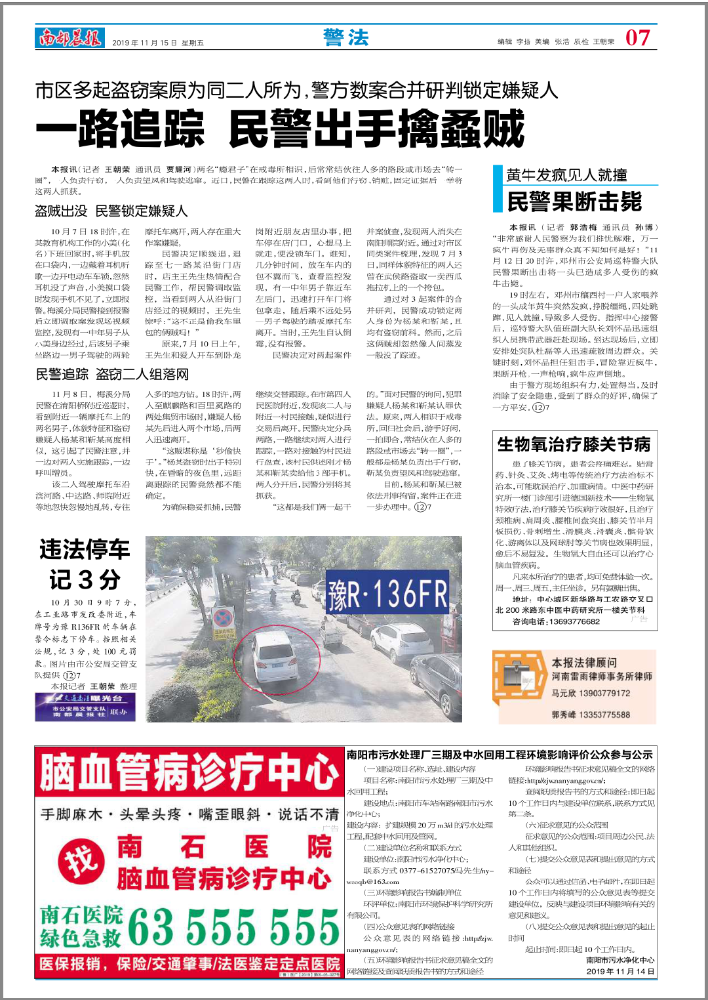 南都晨报
2019年11月15日 星期五
警法
编辑 李扬 美编 张浩 质检 王朝荣
07
市区多起盗窃案原为同二人所为,警方数案合并研判锁定嫌疑人
一路追踪 民警出手擒蟊贼
本报讯(记者 王朝荣 通讯员 贾耀河)两名“瘾君子”在戒毒所相识,后常常结伙往人多的路段或市场去“转一
圈”，一人负责行窃，一人负责望风和驾驶逃窜。近日,民警在跟踪这两人时,看到他们行窃、销赃,固定证据后一举将
这两人抓获。
盗贼出没 民警锁定嫌疑人
10月7日18时许,在
某教育机构工作的小美(化
名)下班回家时,将手机放
在口袋内,一边戴着耳机听
歌一边开电动车车锁,忽然
耳机没了声音,小美摸口袋
时发现手机不见了,立即报
警。梅溪分局民警接到报警
后立即调取案发现场视频
监控,发现有一中年男子从
小美身边经过,后该男子乘
坐路边一男子驾驶的两轮
摩托车离开,两人存在重大
作案嫌疑。
民警决定顺线追,追
踪至七一路某沿街门店
时，店主王先生热情配合
民警工作，帮民警调取监
控，当看到两人从沿街门
店经过的视频时，王先生
惊呼:“这不正是偷我车里
包的俩贼吗！”
原来,7月10日上午,
王先生和爱人开车到卧龙
岗附近朋友店里办事，把
车停在店门口，心想马上
就走,便没锁车门。谁知,
几分钟时间，放在车内的
包不翼而飞，查看监控发
现，有一中年男子靠近车
左后门，迅速打开车门将
包拿走，随后乘不远处另
一男子驾驶的踏板摩托车
离开。当时,王先生自认倒
霉,没有报警。
民警决定对两起案件
并案侦查,发现两人消失在
南阳师院附近。通过对市区
同类案件梳理,发现7月3
日,同样体貌特征的两人还
曾在武侯路盗取一卖西瓜
拖拉机上的一个挎包。
通过对3起案件的合
并研判，民警成功锁定两
人身份为杨某和靳某,且
均有盗窃前科。然而,之后
这俩贼却忽然像人间蒸发
一般没了踪迹。
民警追踪 盗窃二人组落网
11月8日，梅溪分局
民警在淯阳桥附近巡逻时,
看到附近一辆摩托车上的
两名男子,体貌特征和盗窃
嫌疑人杨某和靳某高度相
似，这引起了民警注意,并
一边对两人实施跟踪,一边
呼叫增员。
该二人驾驶摩托车沿
滨河路、中达路、师院附近
等地忽快忽慢地乱转,专往
人多的地方钻。18时许,两
人至麒麟路和百里奚路的
两处集贸市场时,嫌疑人杨
某先后进入两个市场,后两
人迅速离开。
“这贼堪称是‘秒偷快
手’。”杨某盗窃时出手特别
快,在昏暗的夜色里,远距
离跟踪的民警竟然都不能
确定。
为确保稳妥抓捕,民警
继续交替跟踪。在市第四人
民医院附近,发现该二人与
附近一村民接触,疑似进行
交易后离开。民警决定分兵
两路,一路继续对两人进行
跟踪,一路对接触的村民进
行盘查,该村民供述刚才杨
某和靳某卖给他3部手机。
两人分开后,民警分别将其
抓获。
“这都是我们俩一起干
的。”面对民警的询问,犯罪
嫌疑人杨某和靳某认罪伏
法。原来，两人相识于戒毒
所,回归社会后,游手好闲,
一拍即合,常结伙在人多的
路段或市场去“转一圈”,一
般都是杨某负责出手行窃,
靳某负责望风和驾驶逃窜。
目前,杨某和靳某已被
依法刑事拘留,案件正在进
一步办理中。⑫7
黄牛发疯见人就撞
民警果断击毙
本报讯（记者 郭浩梅 通讯员 孙博）
“非常感谢人民警察为我们排忧解难，万一
疯牛再伤及无辜群众真不知如何是好！”11
月12日20时许,邓州市公安局巡特警大队
民警果断出击将一头已造成多人受伤的疯
牛击毙。
19时左右，邓州市穰西村一户人家喂养
的一头成年黄牛突然发疯,挣脱缰绳,四处跳
蹿,见人就撞,导致多人受伤。指挥中心接警
后，巡特警大队值班副大队长刘怀品迅速组
织人员携带武器赶赴现场。到达现场后,立即
安排处突队杜磊等人迅速疏散周边群众。关
键时刻,刘怀品担任狙击手,冒险靠近疯牛,
果断开枪,一声枪响,疯牛应声倒地。
由于警方现场组织有力,处置得当,及时
消除了安全隐患,受到了群众的好评,确保了
一方平安。⑫7
生物氧治疗膝关节病
患了膝关节病，患者会疼痛难忍。贴膏
药、针灸、艾灸、烤电等传统治疗方法治标不
治本,可能耽误治疗、加重病情。中医中药研
究所一楼门诊部引进德国新技术——生物氧
特效疗法,治疗膝关节疾病疗效很好,且治疗
颈椎病、肩周炎、腰椎间盘突出、膝关节半月
板损伤、骨刺增生、滑膜炎、滑囊炎、髌骨软
化、游离体以及网球肘等关节病也效果明显,
愈后不易复发。生物氧大自血还可以治疗心
脑血管疾病。
凡来本所治疗的患者,均可免费体验一次。
周一、周三、周五,主任坐诊。另有氨糖出售。
地址：中心城区新华路与工农路交叉口
北200米路东中医中药研究所一楼关节科
咨询电话:13693776682
广告
违法停车
记3分
10月30日9时7分,
在工业路市发改委附近,车
牌号为豫R136FR的车辆在
禁令标志下停车。按照相关
法规,记3分,处100元罚
款。图片由市公安局交管支
队提供 ⑫7
本报记者 王朝荣 整理
交通违法曝光台
市公安局交管支队
南都晨报社
联办
豫R·136FR
本报法律顾问
河南雷雨律师事务所律师
马元欣 13903779172
郭秀峰 13353775588
脑血管病诊疗中心
手脚麻木·头晕头疼·嘴歪眼斜·说话不清
广告
找
南石医院
脑血管病诊疗中心
南石医院
绿色急救
63 555 555
医保报销，保险/交通肇事/法医鉴定定点医院
（豫）医广【2019】第05-05-027号
南阳市污水处理厂三期及中水回用工程环境影响评价公众参与公示
(一)建设项目名称、选址、建设内容
项目名称:南阳市污水处理厂三期及中
水回用工程;
建设地点:南阳市车站南路南阳市污水
净化中心;
建设内容：扩建规模20万m3/d的污水处理
工程,配套中水回用及管网。
(二)建设单位名称和联系方式
建设单位:南阳市污水净化中心;
联系方式 0377-61527075/马先生/ny-
wssqb@163.com
(三)环境影响报告书编制单位
环评单位:南阳市环境保护科学研究所
有限公司。
(四)公众意见表的网络链接
公众意见表的网络链接:http//zjw.
nanyang.gov.cn/;
(五)环境影响报告书征求意见稿全文的
网络链接及查阅纸质报告书的方式和途径
环境影响报告书征求意见稿全文的网络
链接:http//zjw.nanyang.gov.cn/;
查阅纸质报告书的方式和途径:即日起
10个工作日内与建设单位联系,联系方式见
第二条。
(六)征求意见的公众范围
征求意见的公众范围:项目周边公民、法
人和其他组织。
(七)提交公众意见表和提出意见的方式
和途径
公众可以通过信函、电子邮件,在即日起
10个工作日内将填写的公众意见表等提交
建设单位，反映与建设项目环境影响有关的
意见和建议。
(八)提交公众意见表和提出意见的起止
时间
起止时间:即日起10个工作日内。
南阳市污水净化中心
2019年11月14日